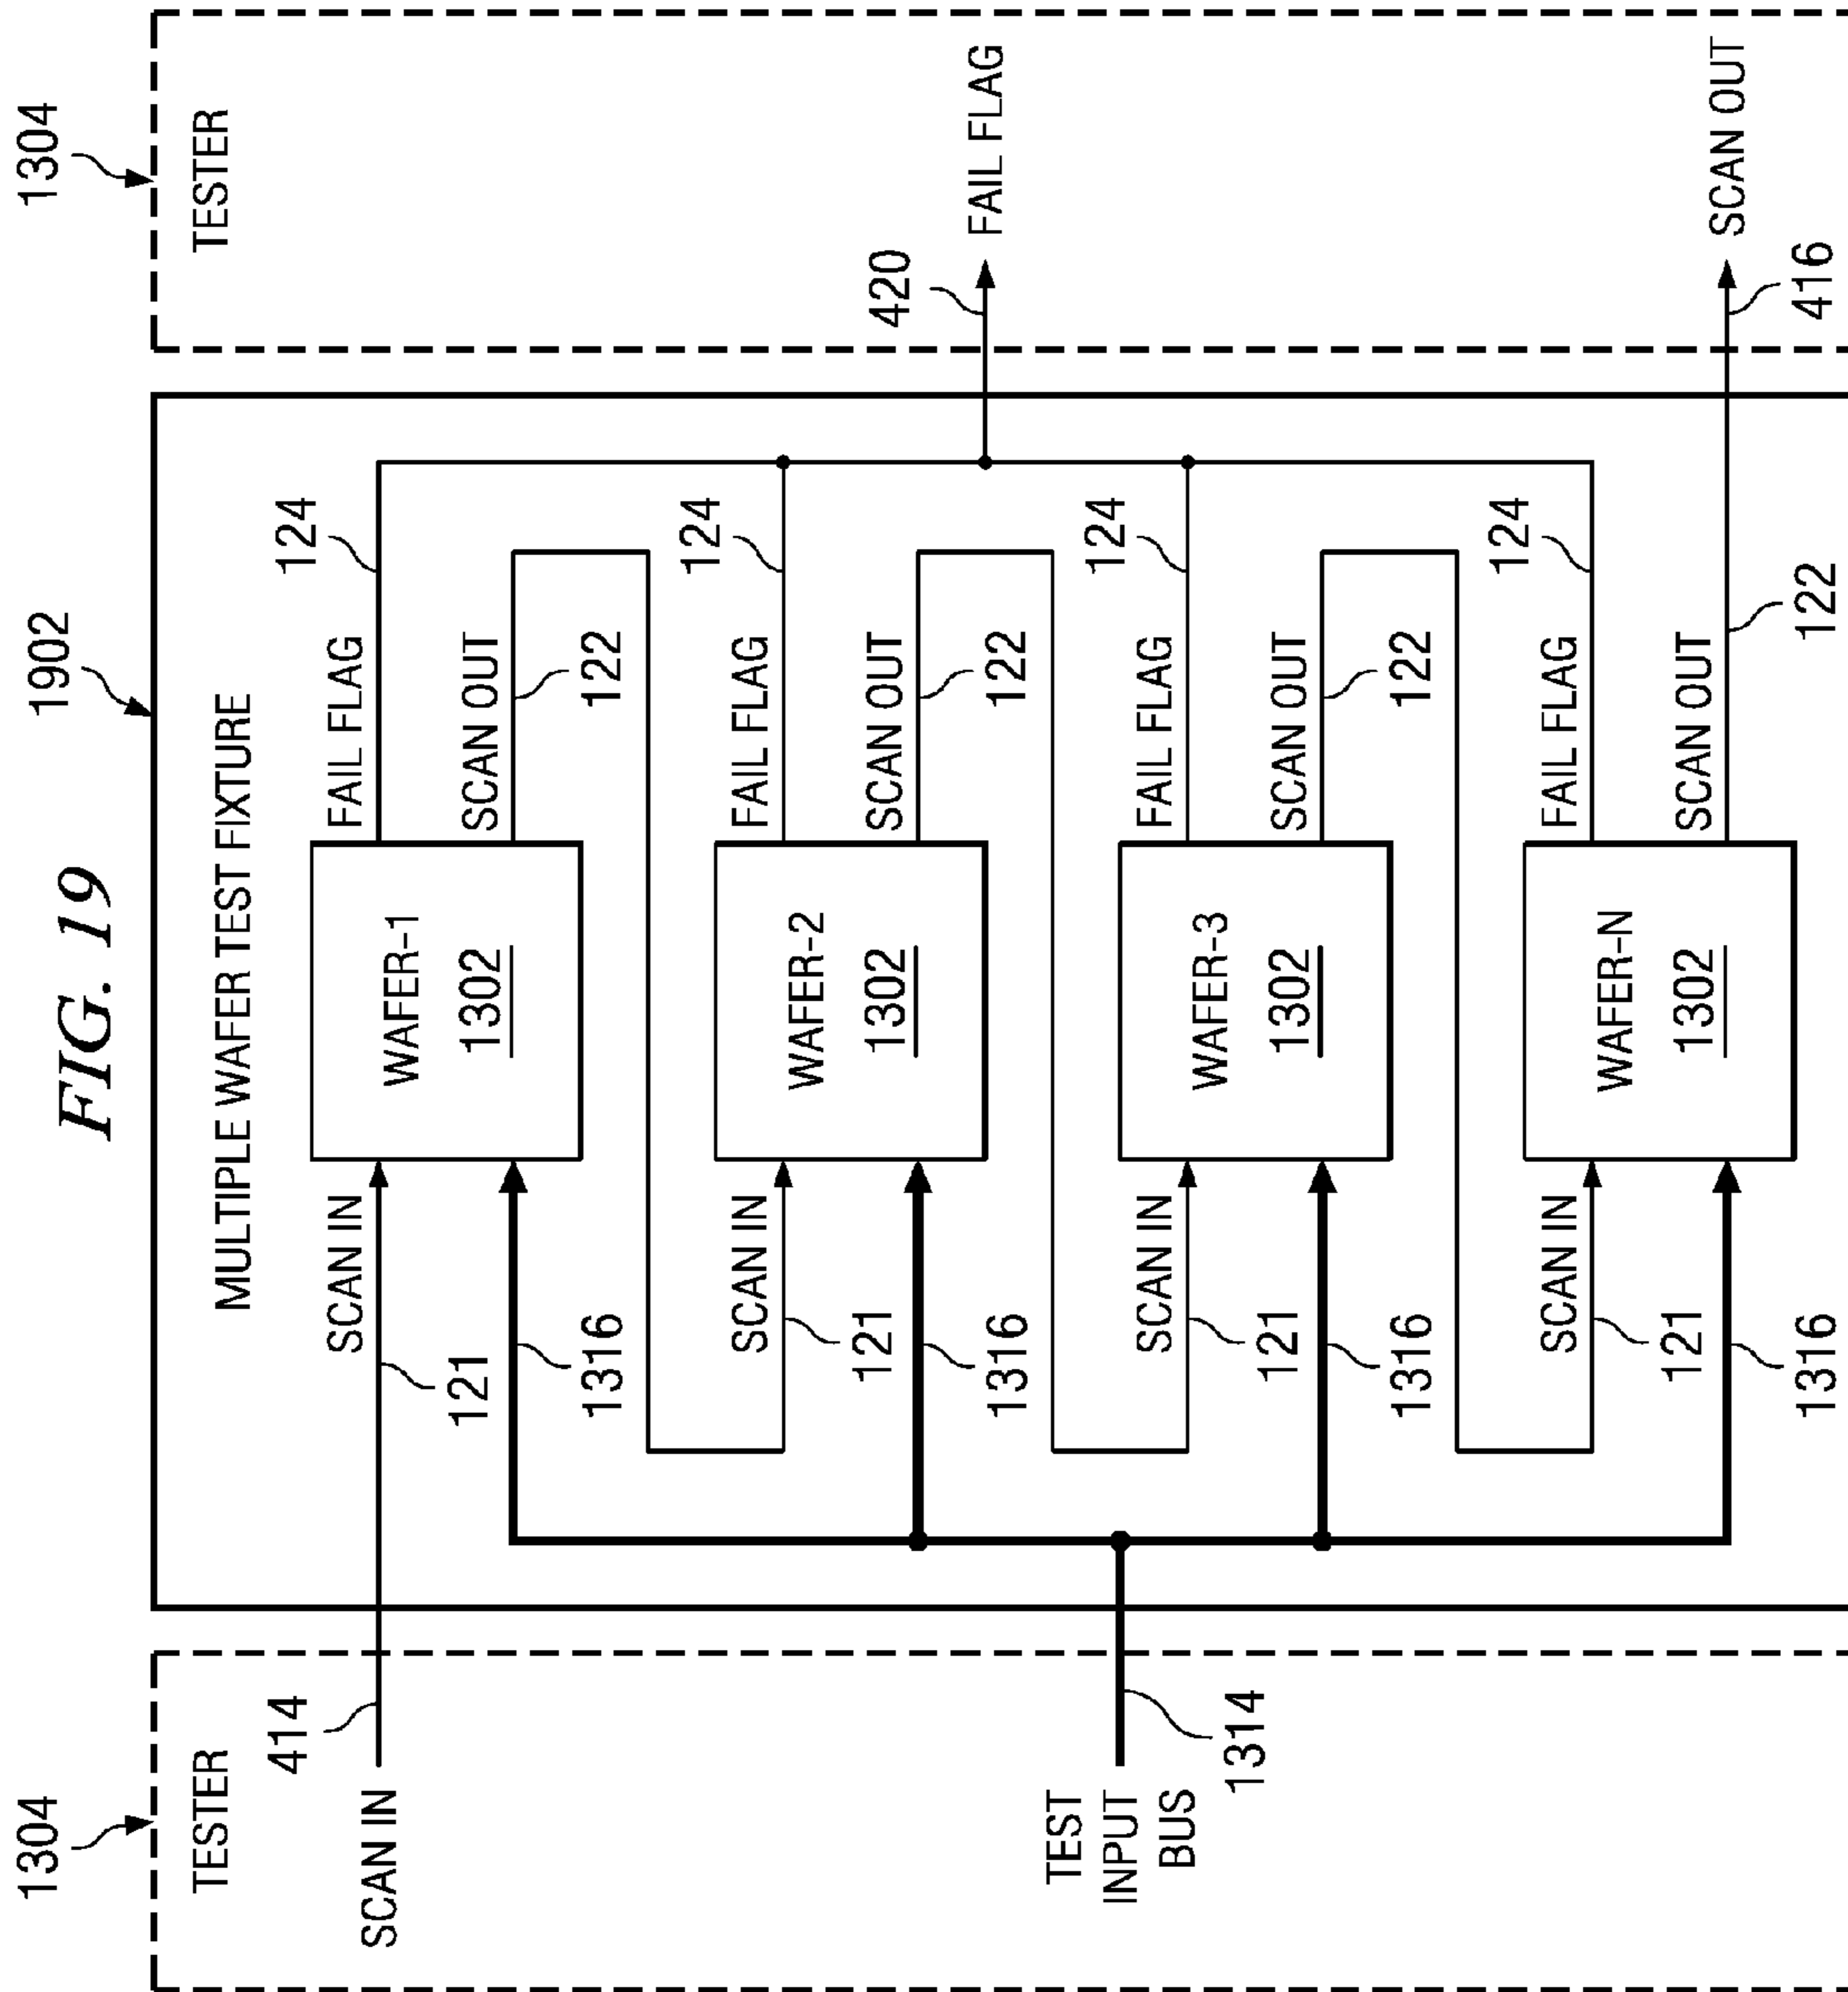 FIG. 19
1304
1902
1304
TESTER
MULTIPLE WAFER TEST FIXTURE
TESTER
414
SCAN IN
SCAN IN
121
WAFER-1
1302
FAIL FLAG
124
SCAN OUT
122
1316
SCAN IN
121
WAFER-2
1302
FAIL FLAG
124
SCAN OUT
122
1316
420
FAIL FLAG
TEST
INPUT
BUS
1314
SCAN IN
121
WAFER-3
1302
FAIL FLAG
124
SCAN OUT
122
1316
SCAN IN
121
WAFER-N
1302
FAIL FLAG
124
SCAN OUT
122
1316
SCAN OUT
416